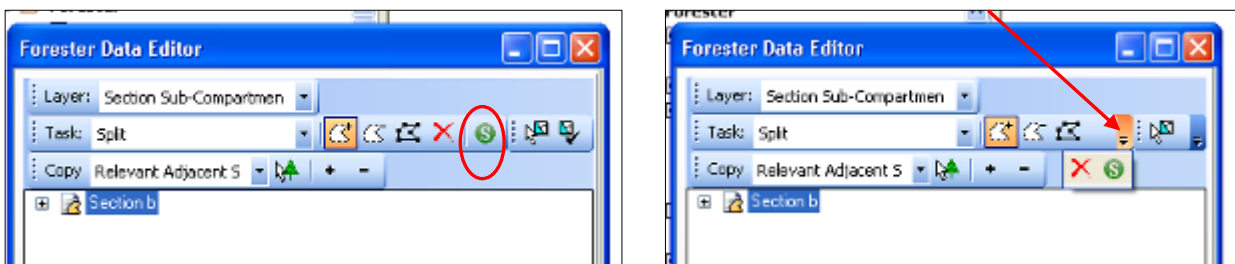 Forester Data Editor
Layer: Section Sub-Compartmen
Task: Split
S
Copy Relevant Adjacent S
+ -
Section b
Forester
Forester Data Editor
Layer: Section Sub-Compartmen
Task: Split
Copy Relevant Adjacent S
+ -
S
Section b